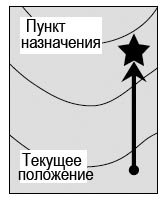 Пункт
назначения
Текущее
положение